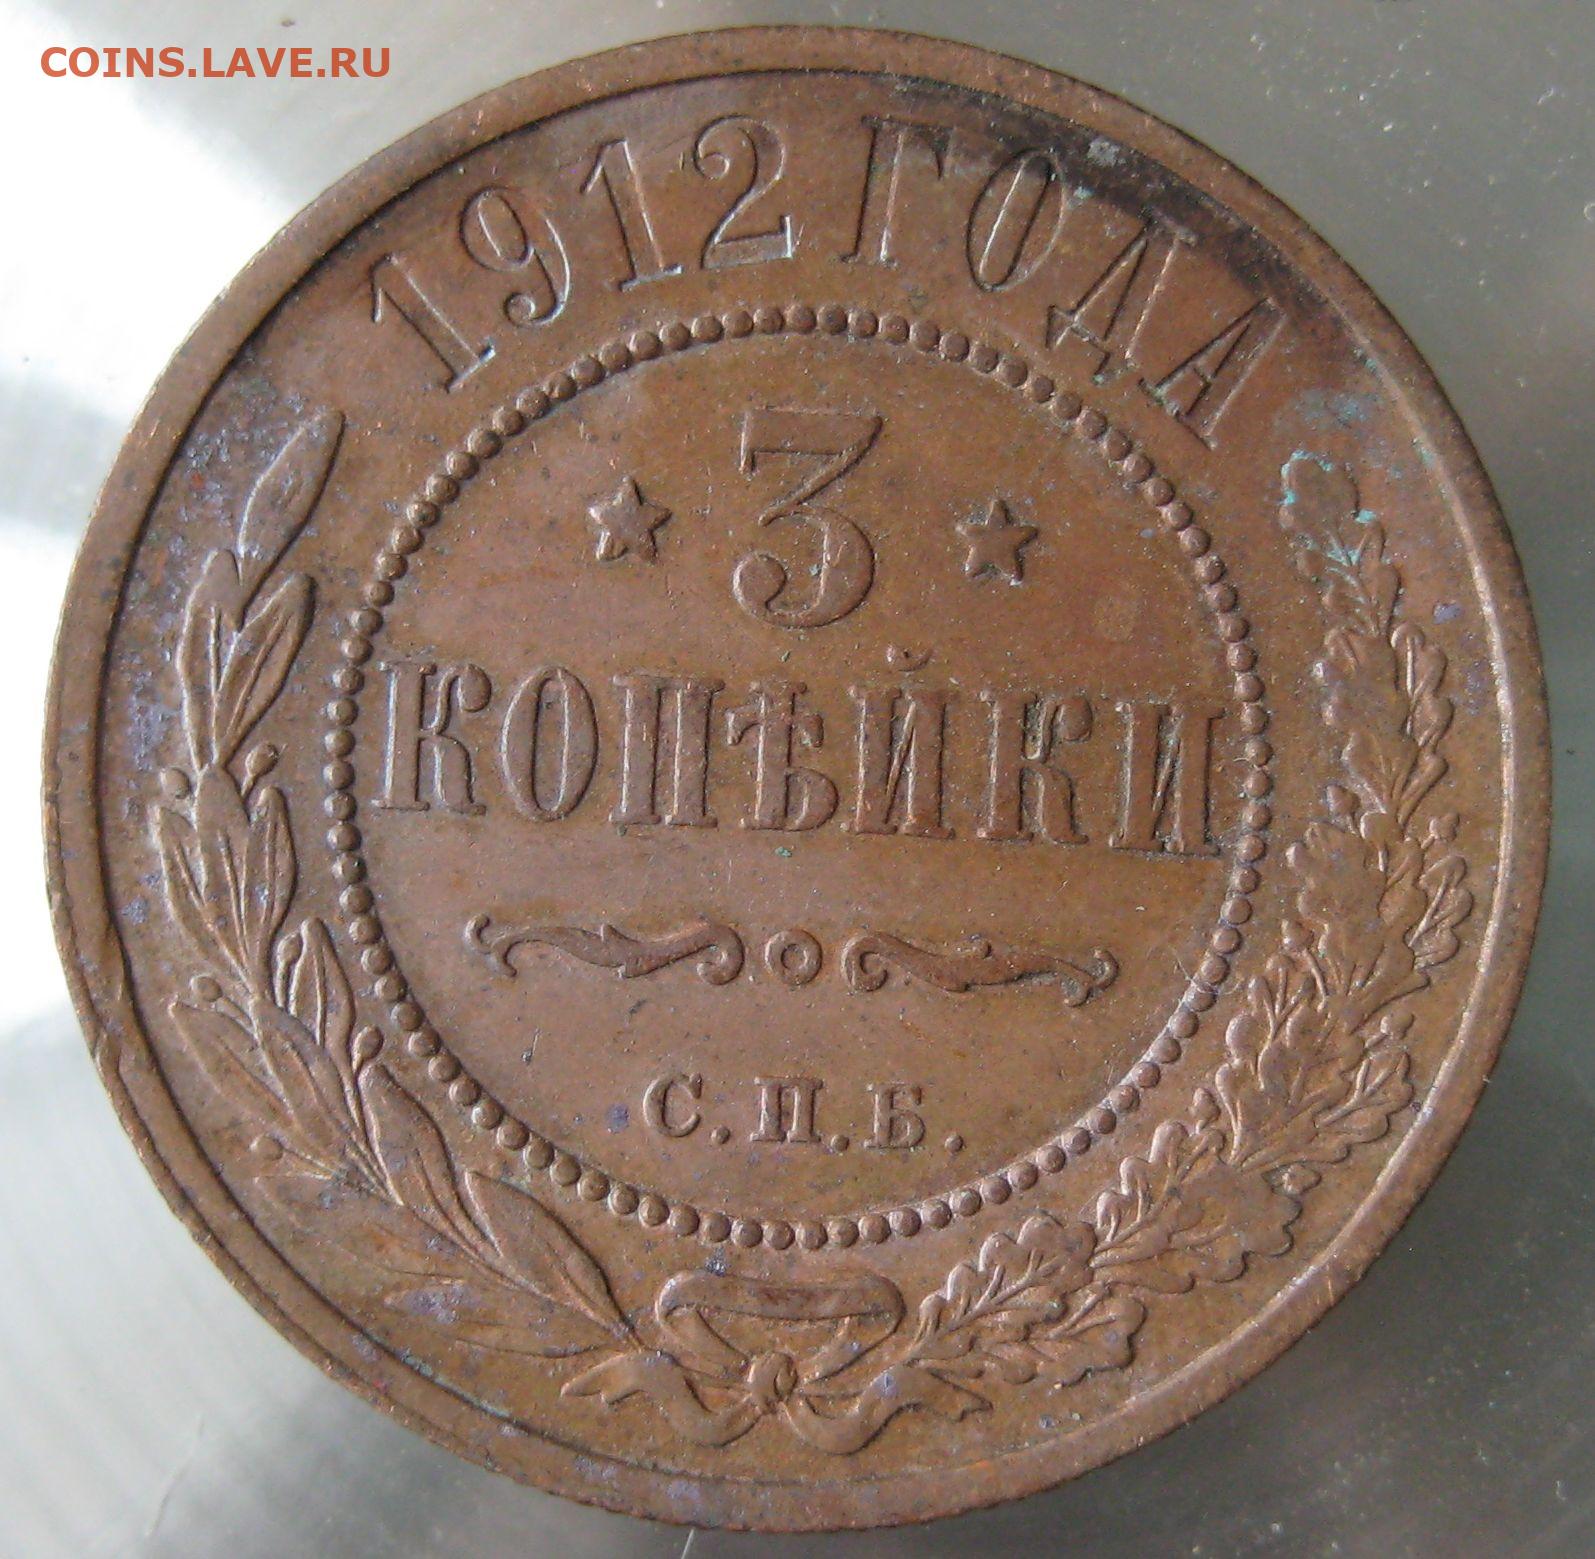 COINS.LAVE.RU
1912 ГОДА
3
КОПѢЙКИ
С.П.Б.